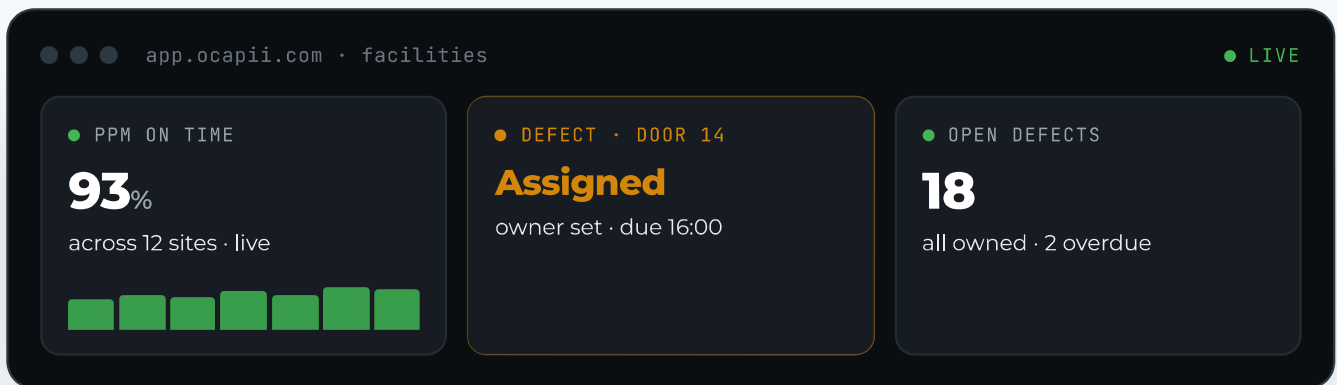 app.ocapii.com · facilities
LIVE
PPM ON TIME
93%
across 12 sites · live
DEFECT · DOOR 14
Assigned
owner set · due 16:00
OPEN DEFECTS
18
all owned · 2 overdue